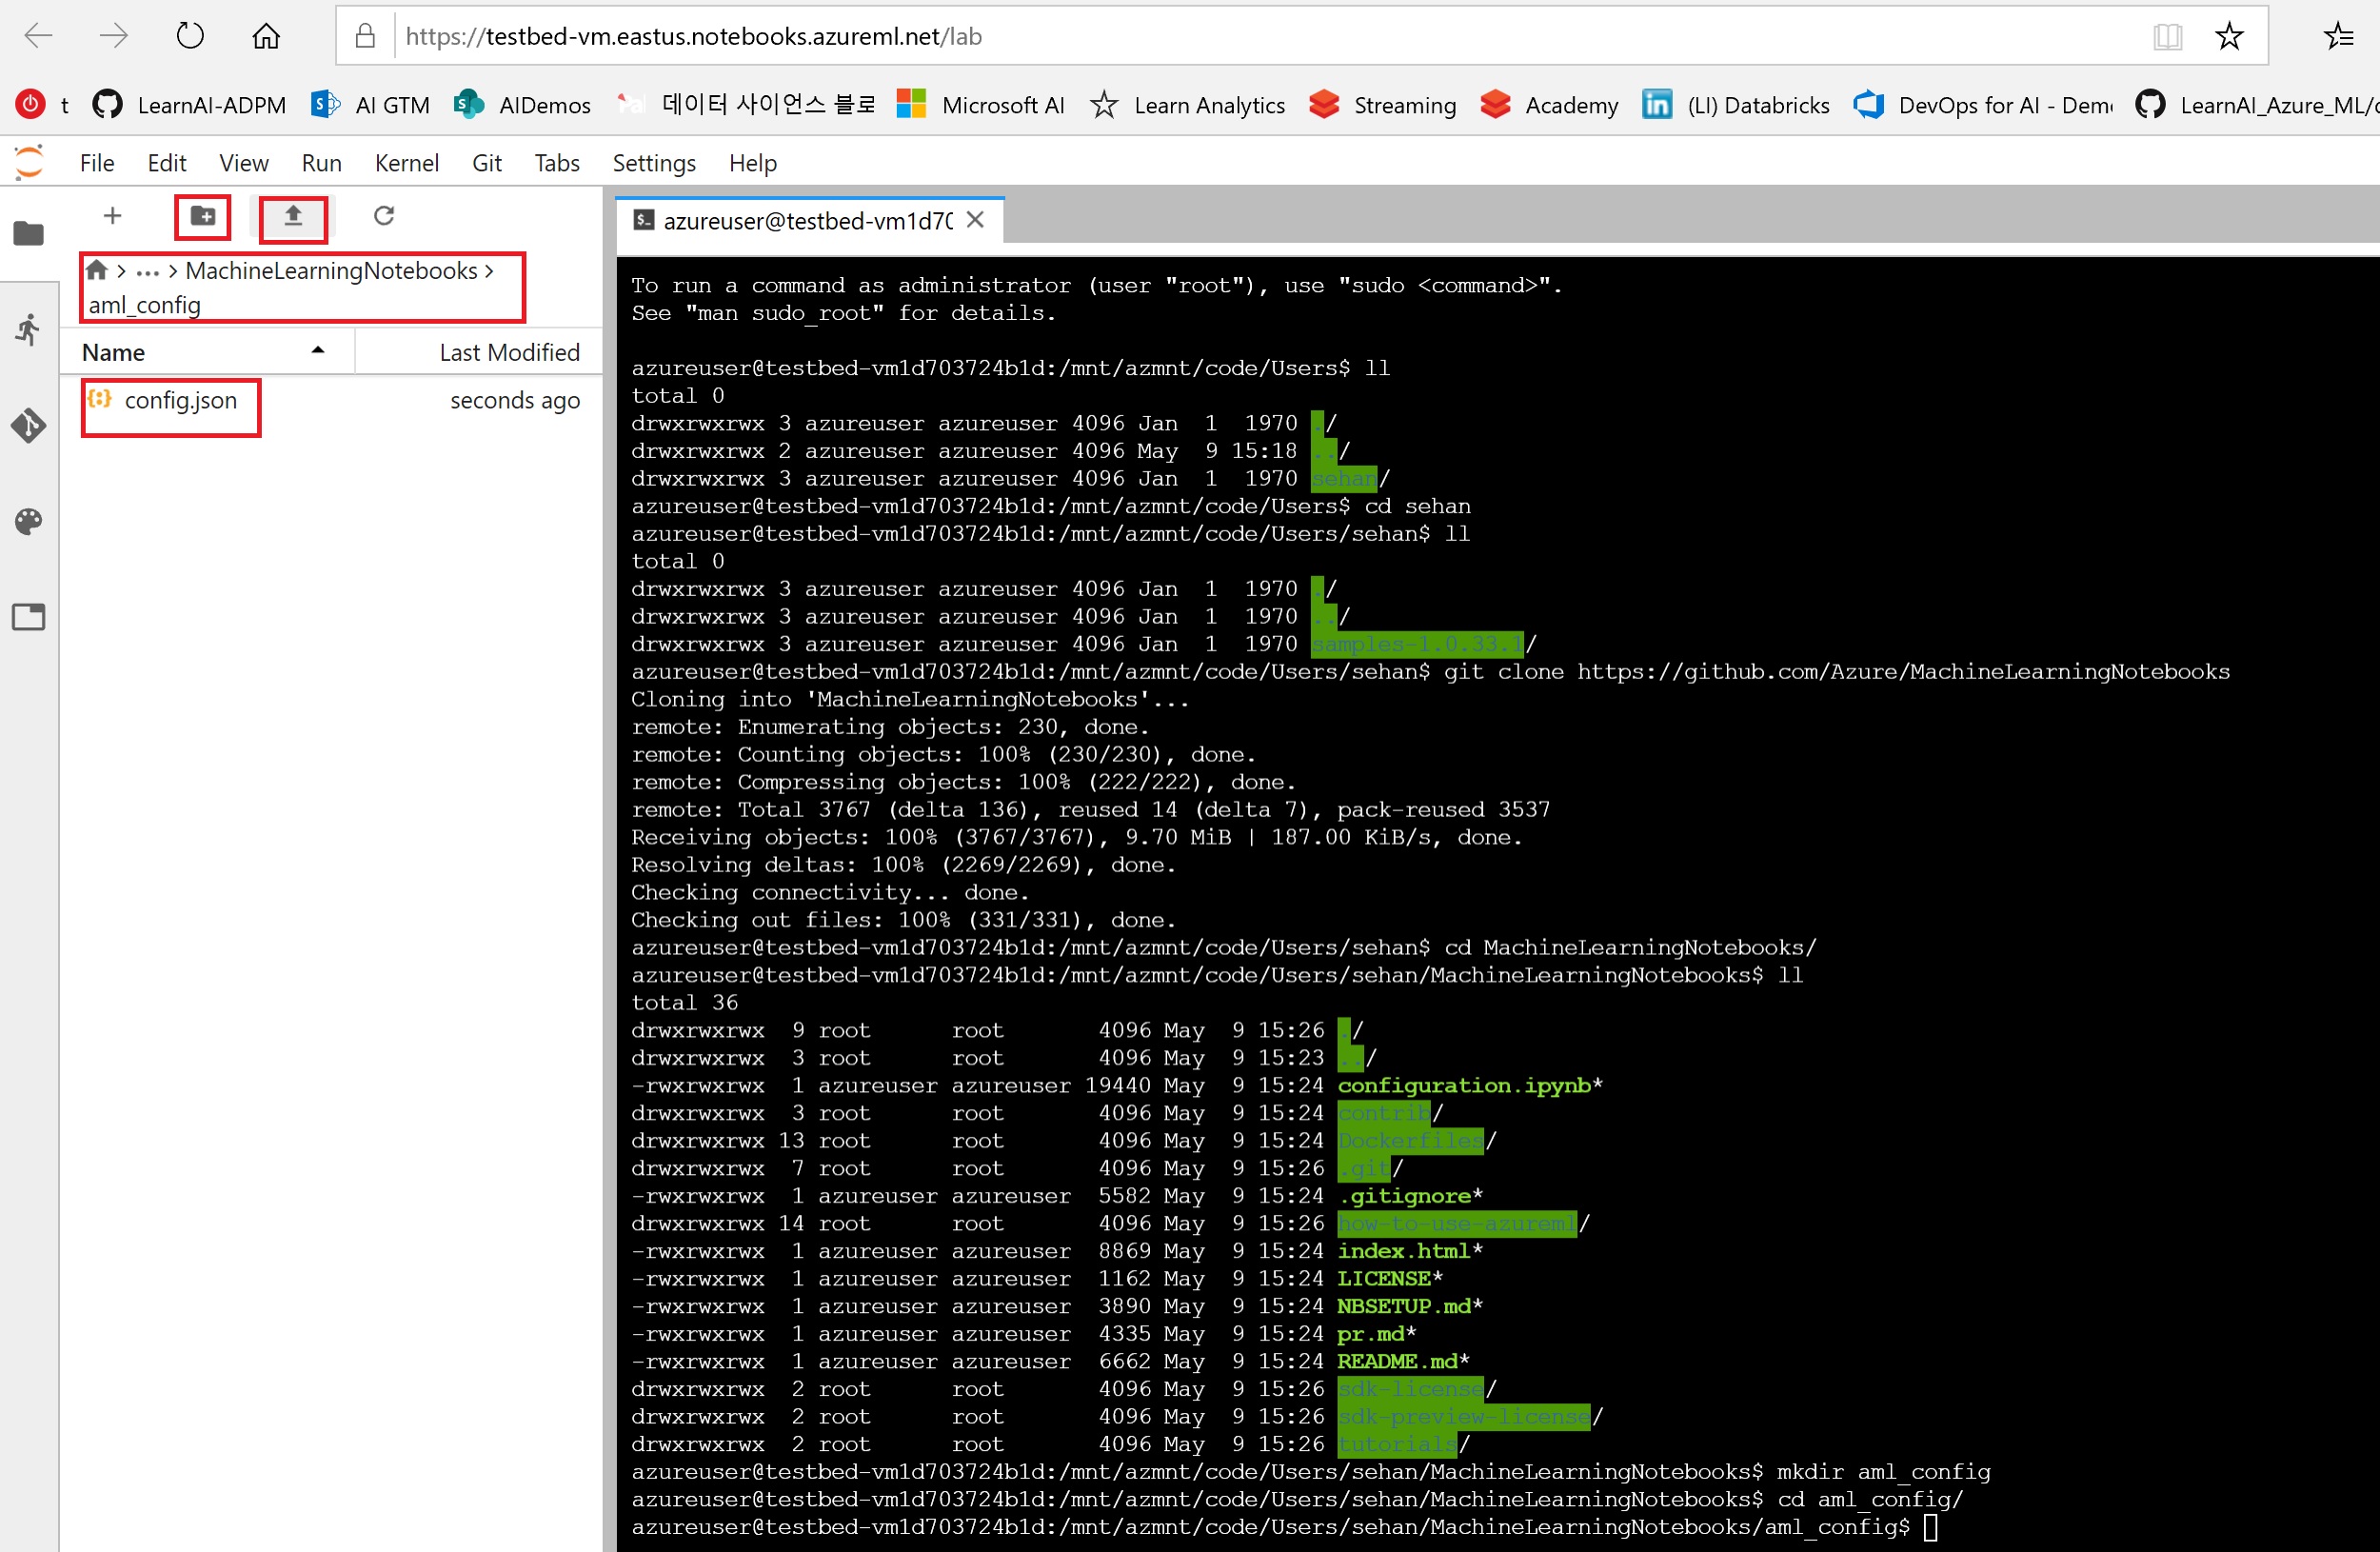 https://testbed-vm.eastus.notebooks.azureml.net/lab
t LearnAI-ADPM AI GTM AIDemos 데이터 사이언스 블로 Microsoft AI Learn Analytics Streaming Academy (LI) Databricks DevOps for AI - Dem LearnAI_Azure_ML/
File Edit View Run Kernel Git Tabs Settings Help
azureuser@testbed-vm1d70
… > MachineLearningNotebooks >
aml_config
Name Last Modified
config.json seconds ago
To run a command as administrator (user "root"), use "sudo <command>".
See "man sudo_root" for details.
azureuser@testbed-vm1d703724b1d:/mnt/azmnt/code/Users$ ll
total 0
drwxrwxrwx 3 azureuser azureuser 4096 Jan 1 1970 ./
drwxrwxrwx 2 azureuser azureuser 4096 May 9 15:18 ../
drwxrwxrwx 3 azureuser azureuser 4096 Jan 1 1970 sehan/
azureuser@testbed-vm1d703724b1d:/mnt/azmnt/code/Users$ cd sehan
azureuser@testbed-vm1d703724b1d:/mnt/azmnt/code/Users/sehan$ ll
total 0
drwxrwxrwx 3 azureuser azureuser 4096 Jan 1 1970 ./
drwxrwxrwx 3 azureuser azureuser 4096 Jan 1 1970 ../
drwxrwxrwx 3 azureuser azureuser 4096 Jan 1 1970 samples-1.0.33.1/
azureuser@testbed-vm1d703724b1d:/mnt/azmnt/code/Users/sehan$ git clone https://github.com/Azure/MachineLearningNotebooks
Cloning into 'MachineLearningNotebooks'...
remote: Enumerating objects: 230, done.
remote: Counting objects: 100% (230/230), done.
remote: Compressing objects: 100% (222/222), done.
remote: Total 3767 (delta 136), reused 14 (delta 7), pack-reused 3537
Receiving objects: 100% (3767/3767), 9.70 MiB | 187.00 KiB/s, done.
Resolving deltas: 100% (2269/2269), done.
Checking connectivity... done.
Checking out files: 100% (331/331), done.
azureuser@testbed-vm1d703724b1d:/mnt/azmnt/code/Users/sehan$ cd MachineLearningNotebooks/
azureuser@testbed-vm1d703724b1d:/mnt/azmnt/code/Users/sehan/MachineLearningNotebooks$ ll
total 36
drwxrwxrwx 9 root root 4096 May 9 15:26 ./
drwxrwxrwx 3 root root 4096 May 9 15:23 ../
-rwxrwxrwx 1 azureuser azureuser 19440 May 9 15:24 configuration.ipynb*
drwxrwxrwx 3 root root 4096 May 9 15:24 contrib/
drwxrwxrwx 13 root root 4096 May 9 15:24 Dockerfiles/
drwxrwxrwx 7 root root 4096 May 9 15:26 .git/
-rwxrwxrwx 1 azureuser azureuser 5582 May 9 15:24 .gitignore*
drwxrwxrwx 14 root root 4096 May 9 15:26 how-to-use-azureml/
-rwxrwxrwx 1 azureuser azureuser 8869 May 9 15:24 index.html*
-rwxrwxrwx 1 azureuser azureuser 1162 May 9 15:24 LICENSE*
-rwxrwxrwx 1 azureuser azureuser 3890 May 9 15:24 NBSETUP.md*
-rwxrwxrwx 1 azureuser azureuser 4335 May 9 15:24 pr.md*
-rwxrwxrwx 1 azureuser azureuser 6662 May 9 15:24 README.md*
drwxrwxrwx 2 root root 4096 May 9 15:26 sdk-license/
drwxrwxrwx 2 root root 4096 May 9 15:26 sdk-preview-license/
drwxrwxrwx 2 root root 4096 May 9 15:26 tutorials/
azureuser@testbed-vm1d703724b1d:/mnt/azmnt/code/Users/sehan/MachineLearningNotebooks$ mkdir aml_config
azureuser@testbed-vm1d703724b1d:/mnt/azmnt/code/Users/sehan/MachineLearningNotebooks$ cd aml_config/
azureuser@testbed-vm1d703724b1d:/mnt/azmnt/code/Users/sehan/MachineLearningNotebooks/aml_config$